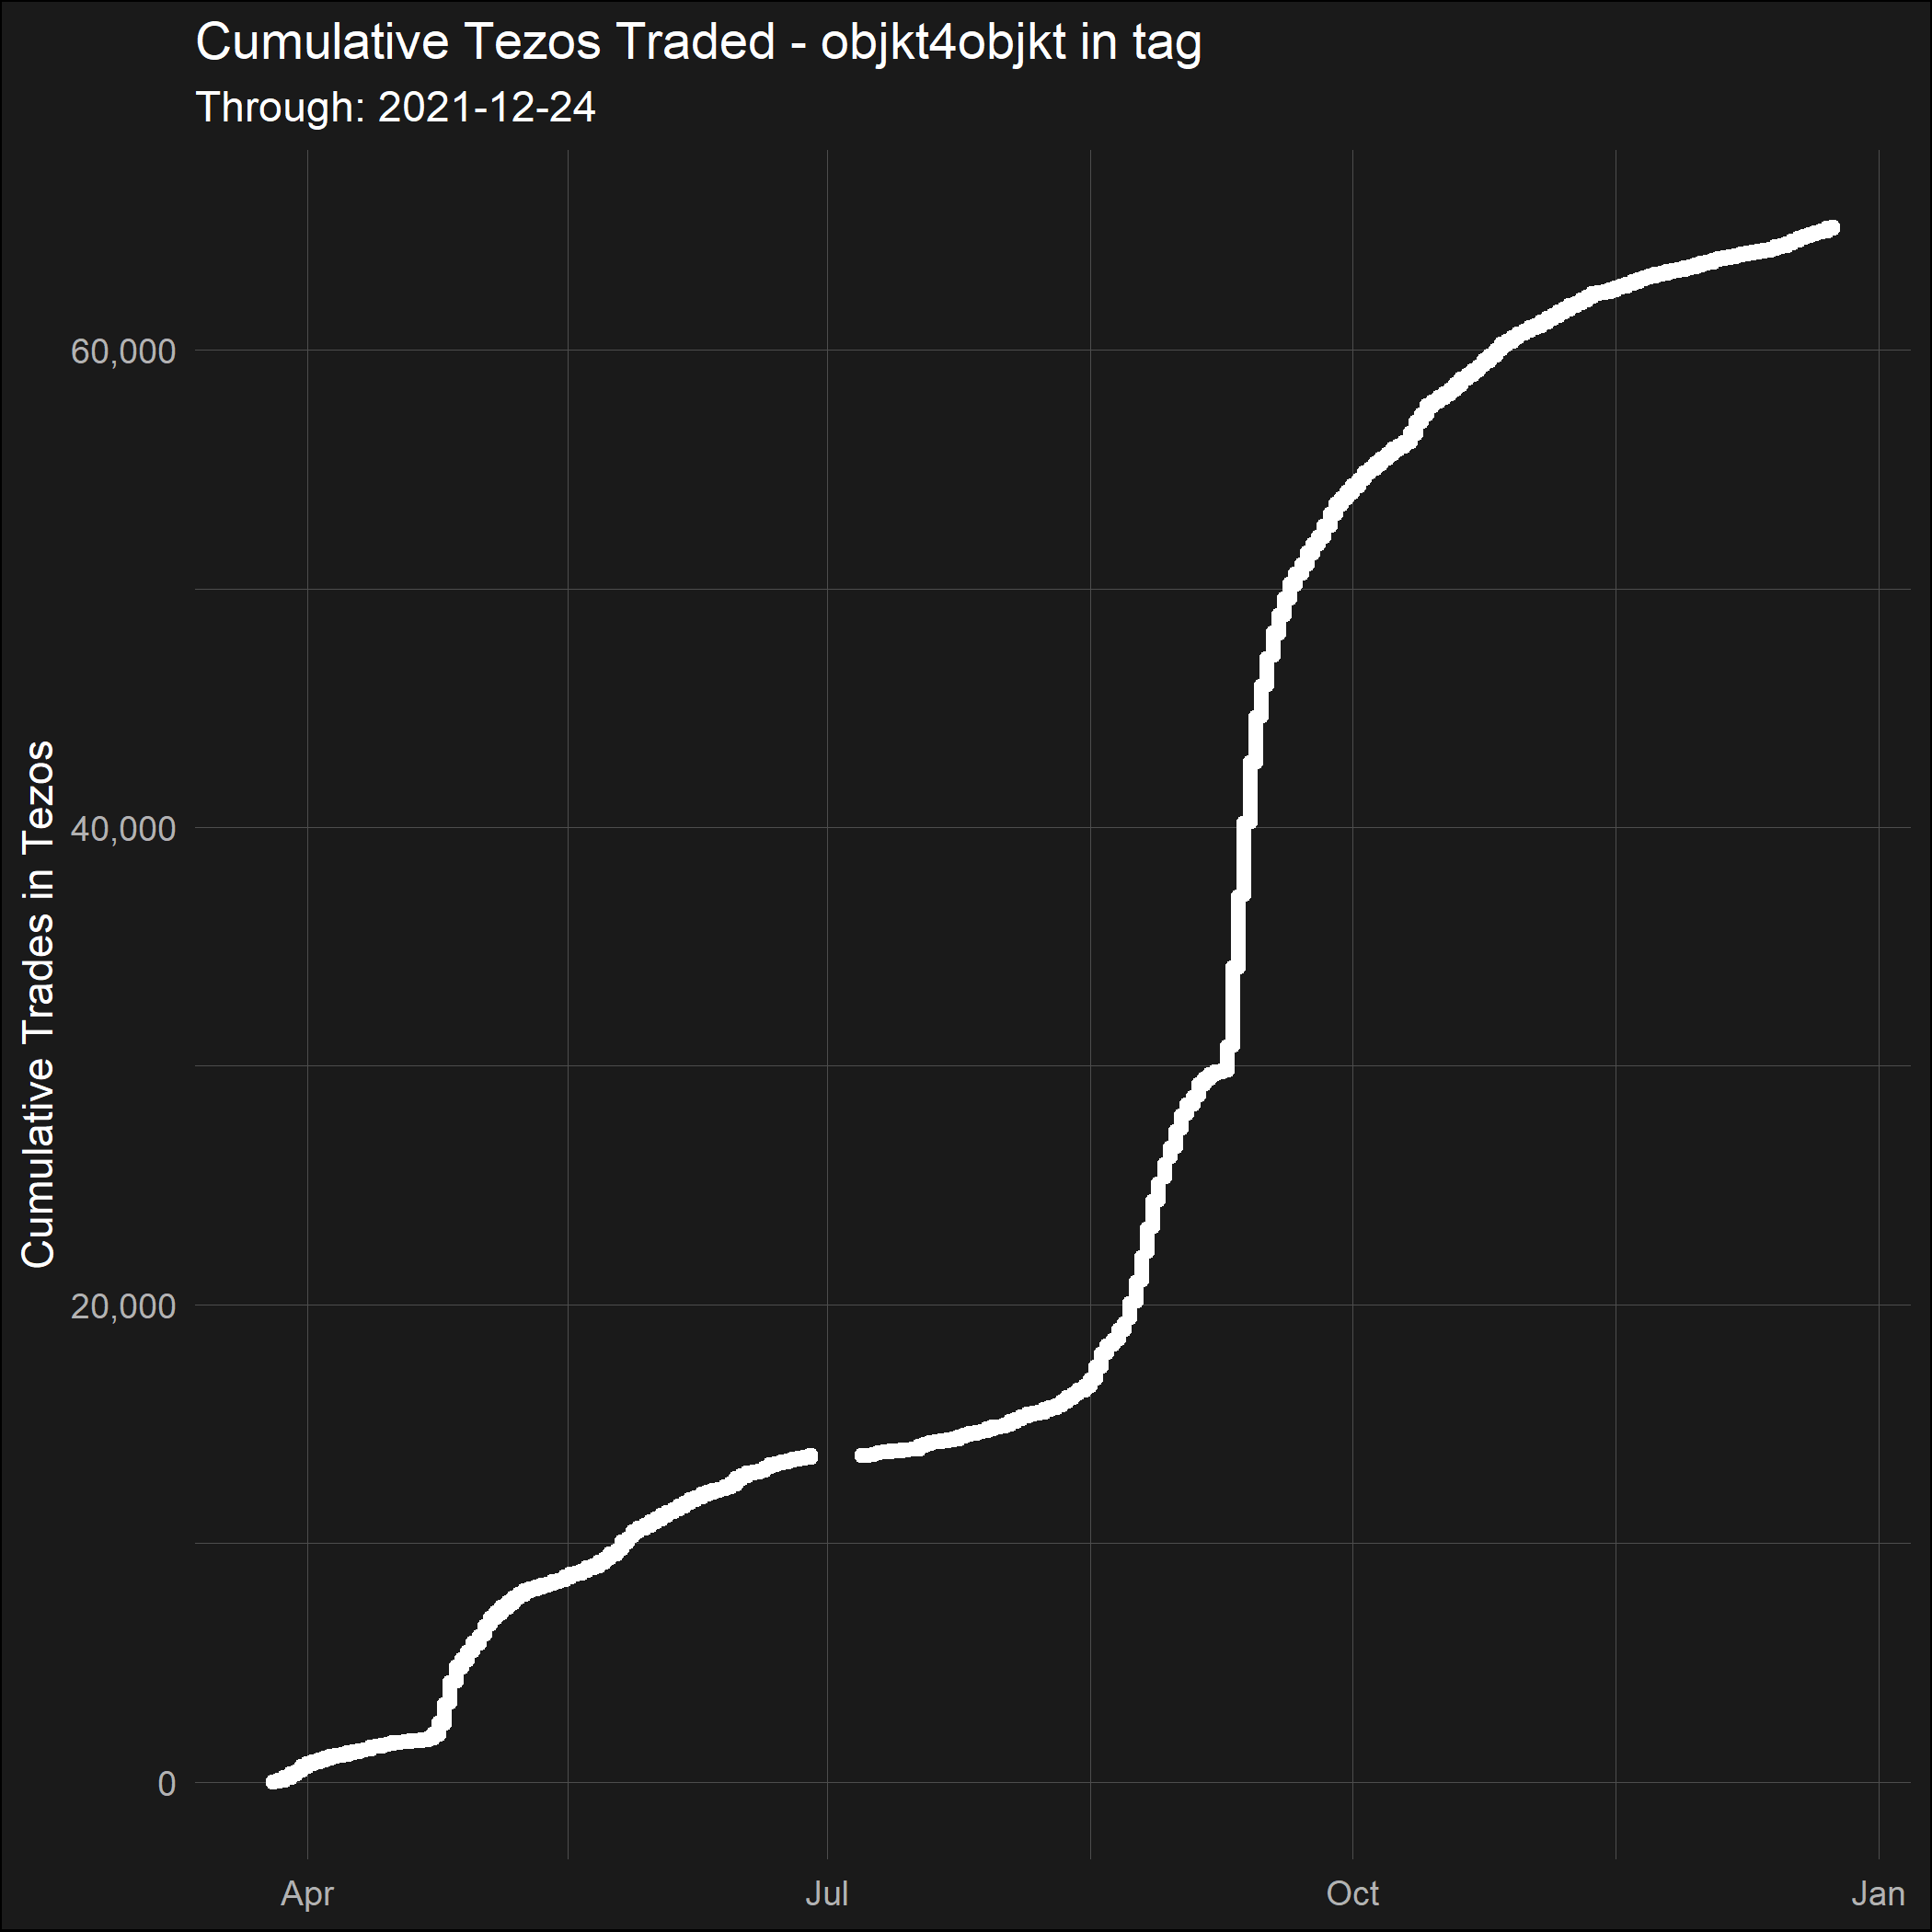 Cumulative Tezos Traded - objkt4objkt in tag
Through: 2021-12-24
Cumulative Trades in Tezos
60,000
40,000
20,000
0
Apr Jul Oct Jan